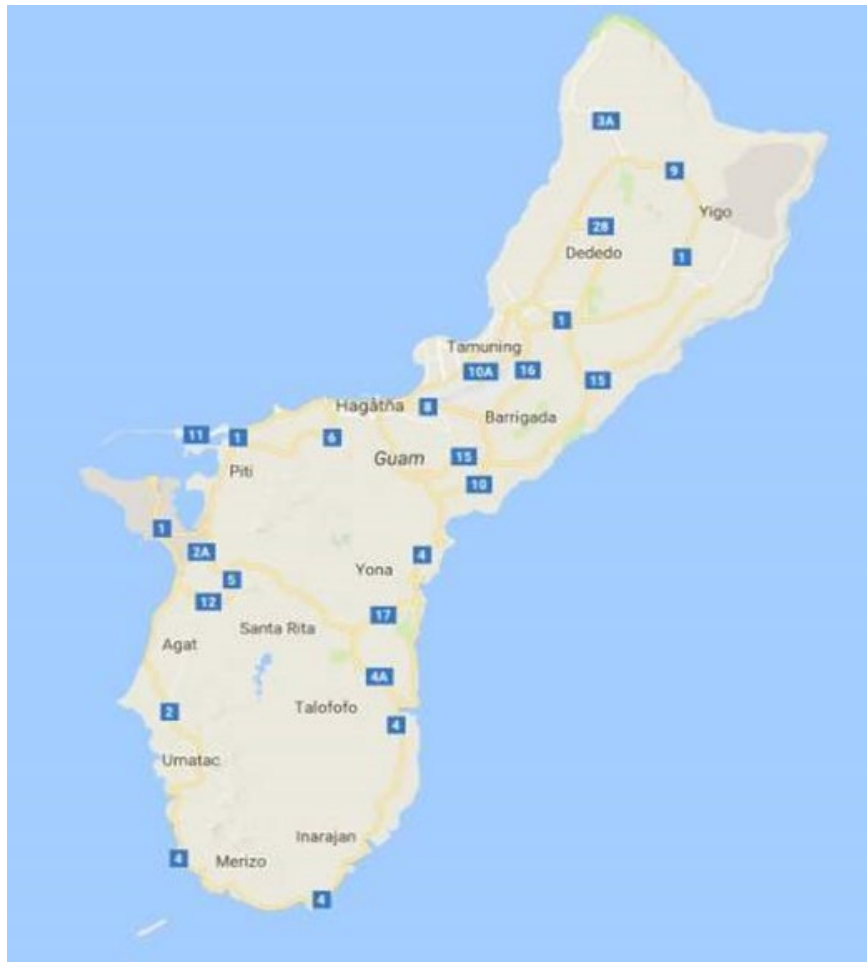 3A
9
Yigo
28
Dededo
1
1
Tamuning
10A
16
15
Hagåtña
8
Barrigada
11
1
6
Guam
15
Piti
10
1
2A
4
Yona
5
12
17
Santa Rita
Agat
4A
Talofofo
2
4
Umatac
Inarajan
4
Merizo
4